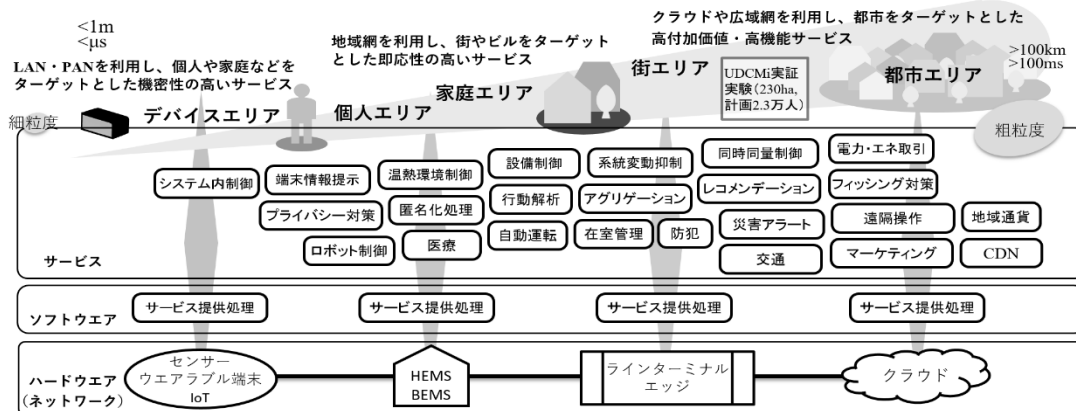 <1m
<μs
LAN・PANを利用し、個人や家庭などを
ターゲットとした機密性の高いサービス
地域網を利用し、街やビルをターゲット
とした即応性の高いサービス
クラウドや広域網を利用し、都市をターゲットとした
高付加価値・高機能サービス
>100km
>100ms
細粒度
デバイスエリア
個人エリア
家庭エリア
街エリア
UDCMi実証
実験(230ha,
計画2.3万人)
都市エリア
粗粒度
システム内制御
端末情報提示
温熱環境制御
設備制御
系統変動抑制
同時同量制御
電力・エネ取引
プライバシー対策
匿名化処理
行動解析
アグリゲーション
レコメンデーション
フィッシング対策
ロボット制御
医療
自動運転
在室管理
防犯
災害アラート
遠隔操作
地域通貨
交通
マーケティング
CDN
サービス
ソフトウエア
サービス提供処理
サービス提供処理
サービス提供処理
サービス提供処理
ハードウエア
(ネットワーク)
センサー
ウエアラブル端末
IoT
HEMS
BEMS
ラインターミナル
エッジ
クラウド